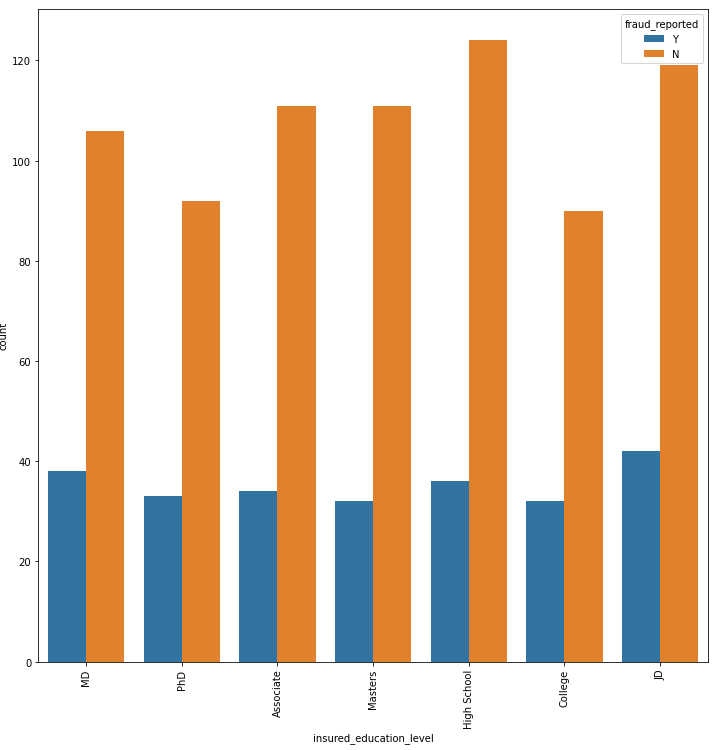 fraud_reported
Y
N
120
100
80
60
40
20
0
count
MD
PhD
Associate
Masters
High School
College
JD
insured_education_level